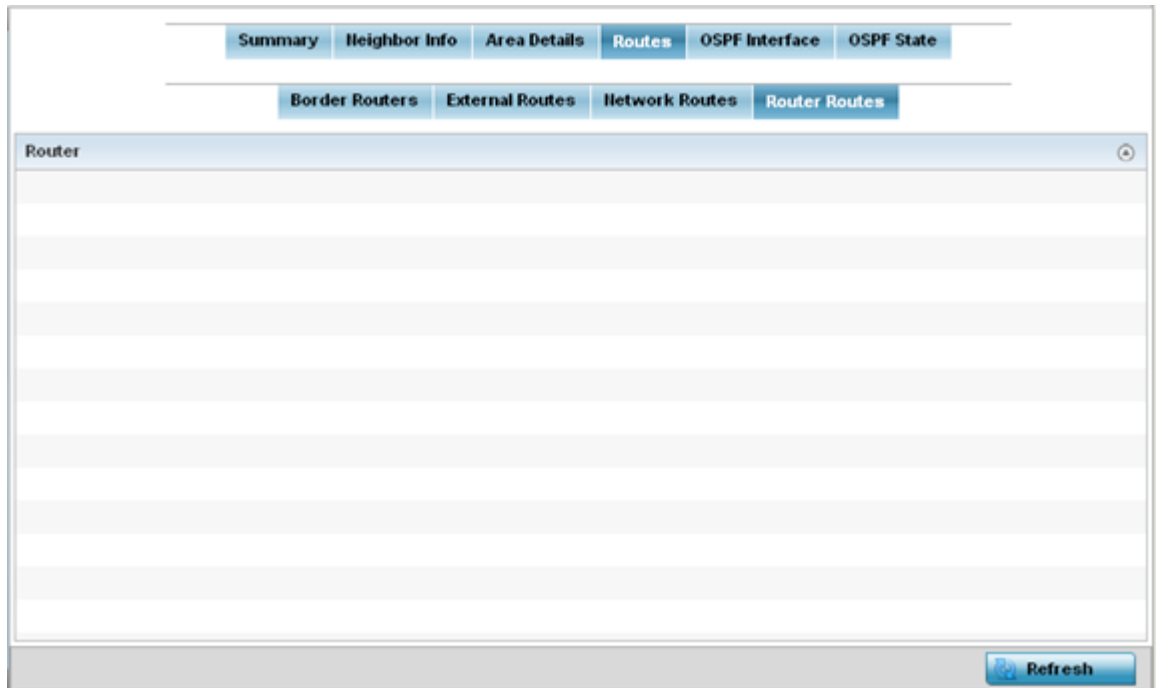 Summary Neighbor Info Area Details Routes OSPF Interface OSPF State
Border Routers External Routes Network Routes Router Routes
Router
Refresh